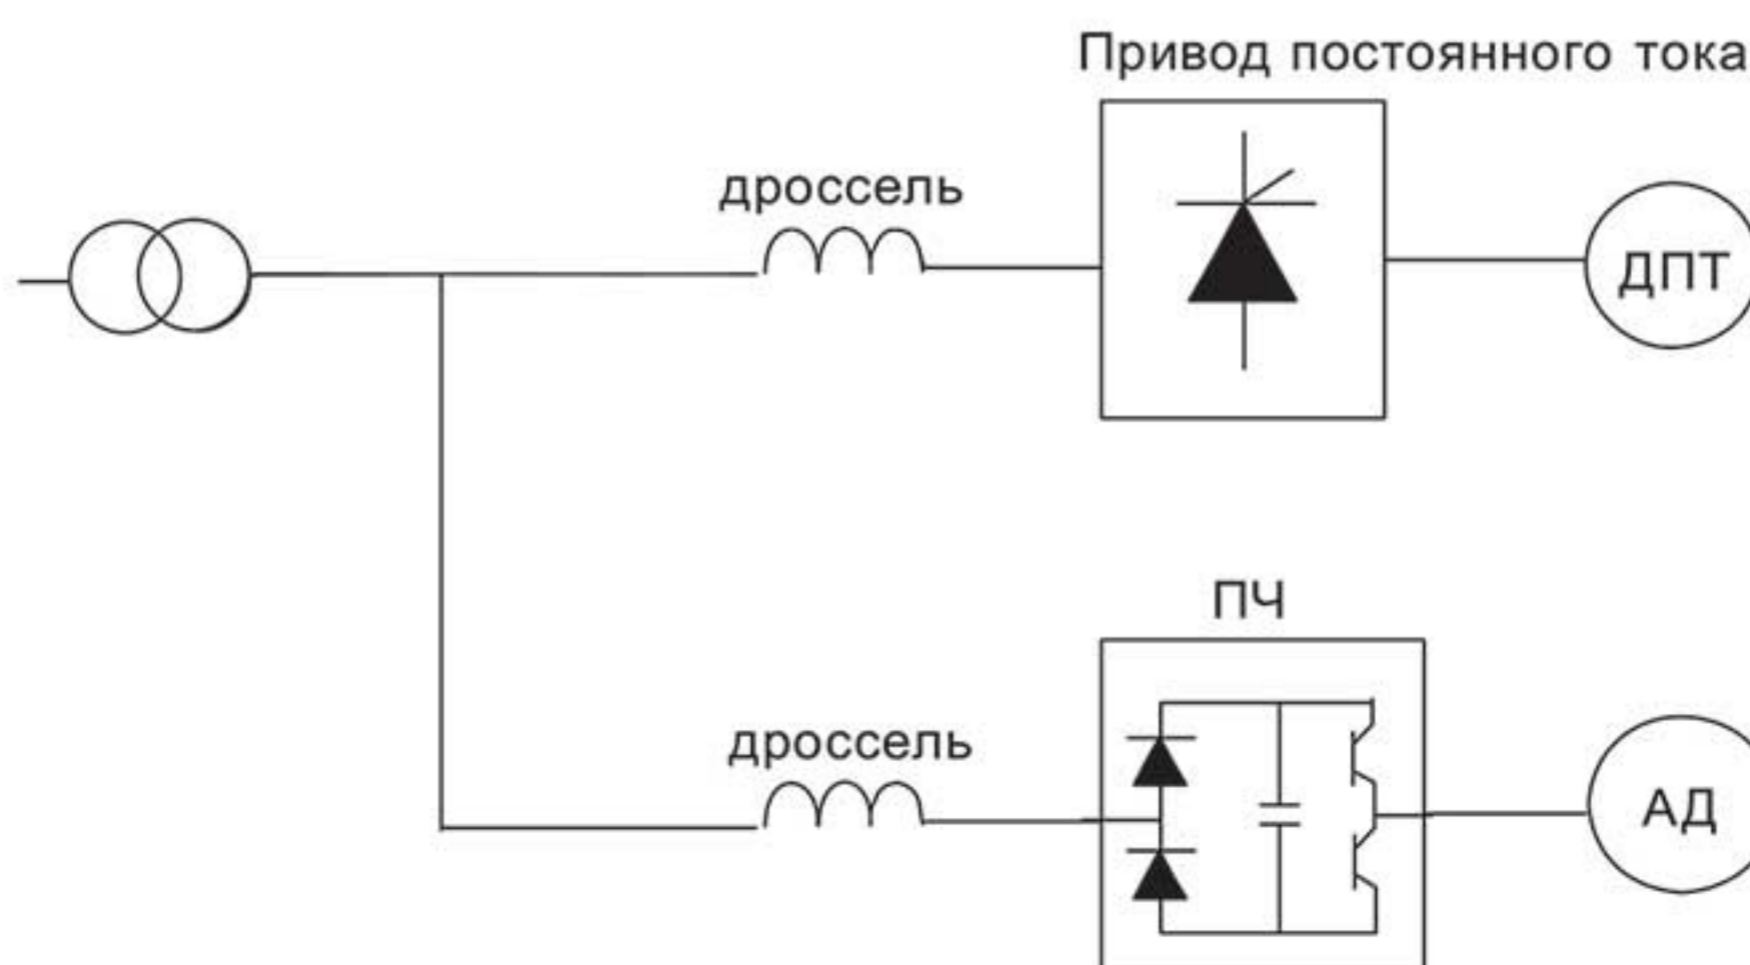 Привод постоянного тока
дроссель
ДПТ
ПЧ
дроссель
АД